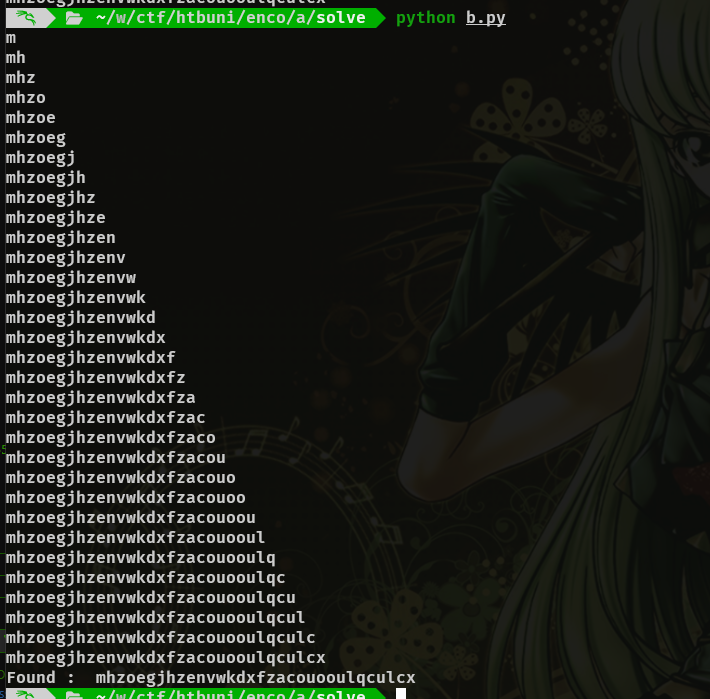 mhzoegjhzenvwkdxfzacouooulqculcx
~/w/ctf/htbuni/enco/a/solve python b.py
m
mh
mhz
mhzo
mhzoe
mhzoeg
mhzoegj
mhzoegjh
mhzoegjhz
mhzoegjhze
mhzoegjhzen
mhzoegjhzenv
mhzoegjhzenvw
mhzoegjhzenvwk
mhzoegjhzenvwkd
mhzoegjhzenvwkdx
mhzoegjhzenvwkdxf
mhzoegjhzenvwkdxfz
mhzoegjhzenvwkdxfza
mhzoegjhzenvwkdxfzac
mhzoegjhzenvwkdxfzaco
mhzoegjhzenvwkdxfzacou
mhzoegjhzenvwkdxfzacouo
mhzoegjhzenvwkdxfzacouoo
mhzoegjhzenvwkdxfzacouoou
mhzoegjhzenvwkdxfzacouooul
mhzoegjhzenvwkdxfzacouooulq
mhzoegjhzenvwkdxfzacouooulqc
mhzoegjhzenvwkdxfzacouooulqcu
mhzoegjhzenvwkdxfzacouooulqcul
mhzoegjhzenvwkdxfzacouooulqculc
mhzoegjhzenvwkdxfzacouooulqculcx
Found :  mhzoegjhzenvwkdxfzacouooulqculcx
~/w/ctf/htbuni/enco/a/solve